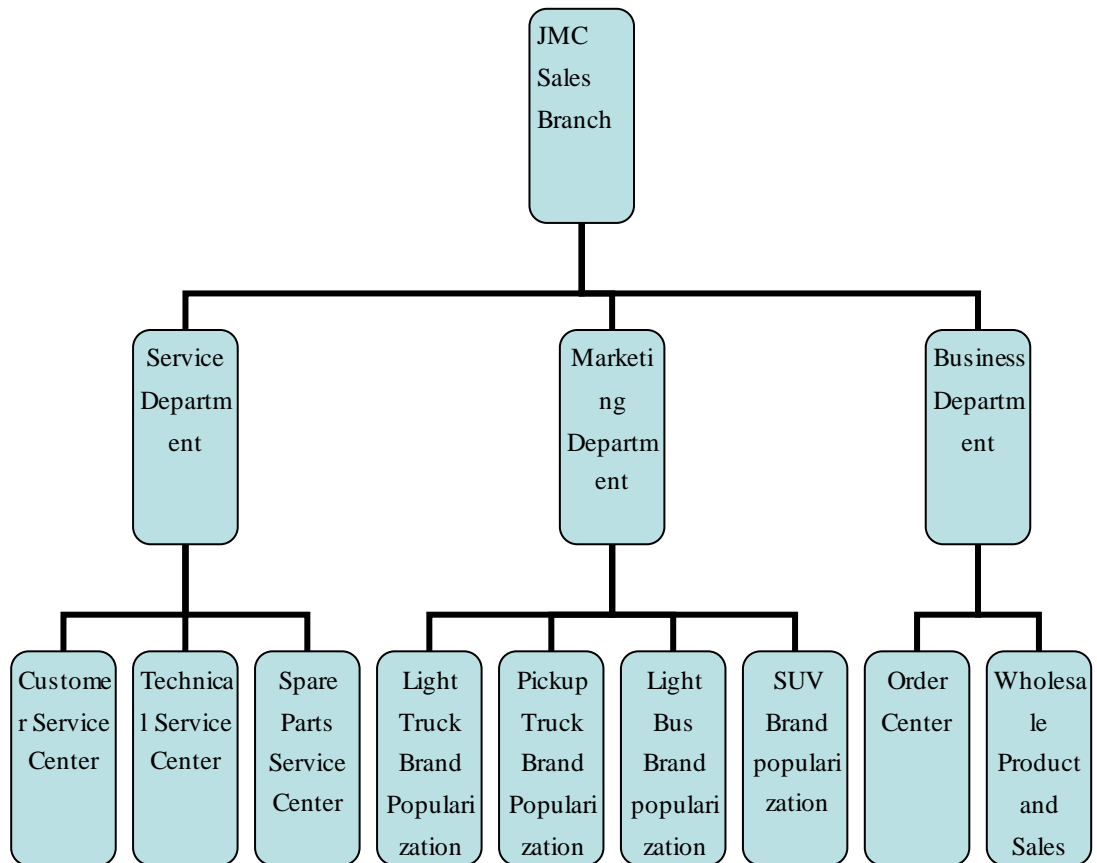 JMC
Sales
Branch
Service
Departm
ent
Marketi
ng
Departm
ent
Business
Departm
ent
Custome
r Service
Center
Technica
l Service
Center
Spare
Parts
Service
Center
Light
Truck
Brand
Populari
zation
Pickup
Truck
Brand
Populari
zation
Light
Bus
Brand
populari
zation
SUV
Brand
populari
zation
Order
Center
Wholesa
le
Product
and
Sales